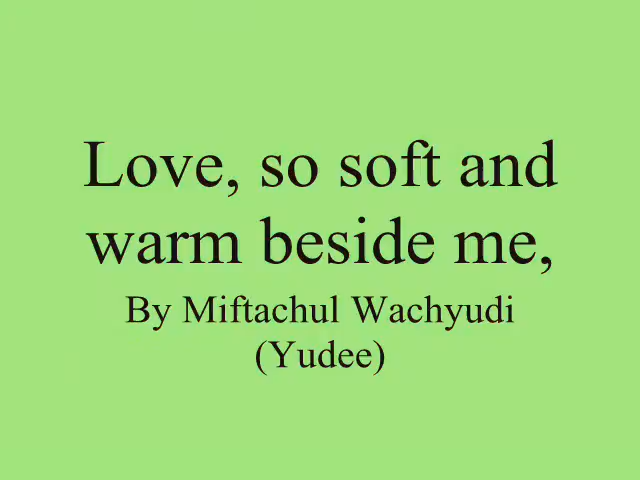 Love, so soft and
warm beside me,
By Miftachul Wachyudi
(Yudee)